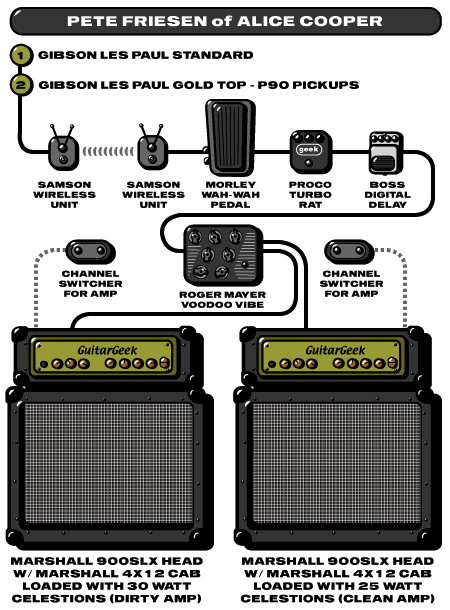 PETE FRIESEN of ALICE COOPER
1 GIBSON LES PAUL STANDARD
2 GIBSON LES PAUL GOLD TOP - P90 PICKUPS
geek
SAMSON
WIRELESS
UNIT
SAMSON
WIRELESS
UNIT
MORLEY
WAH-WAH
PEDAL
PROCO
TURBO
RAT
BOSS
DIGITAL
DELAY
CHANNEL
SWITCHER
FOR AMP
ROGER MAYER
VOODOO VIBE
CHANNEL
SWITCHER
FOR AMP
GuitarGeek
GuitarGeek
MARSHALL 900SLX HEAD
W/ MARSHALL 4X12 CAB
LOADED WITH 30 WATT
CELESTIONS (DIRTY AMP)
MARSHALL 900SLX HEAD
W/ MARSHALL 4X12 CAB
LOADED WITH 25 WATT
CELESTIONS (CLEAN AMP)